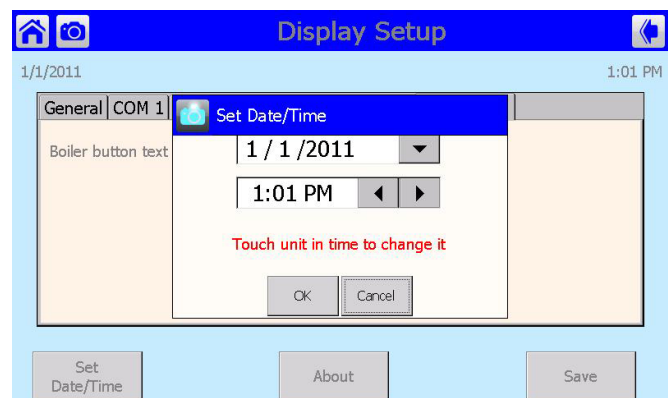 Display Setup
1/1/2011 1:01 PM
General COM 1
Set Date/Time
Boiler button text
1 / 1 /2011
1:01 PM
Touch unit in time to change it
OK Cancel
Set
Date/Time
About
Save